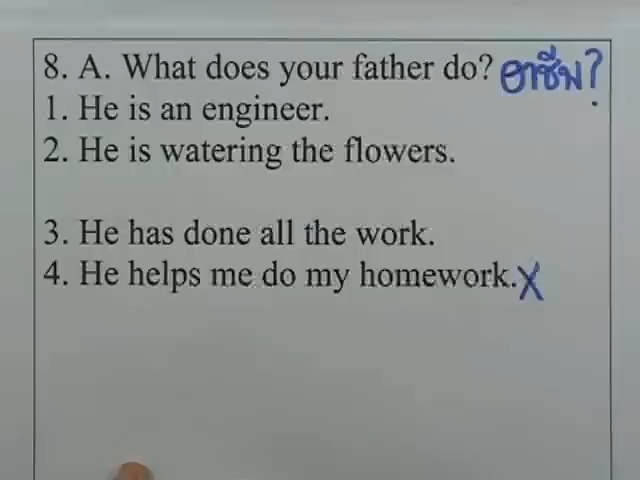 8. A. What does your father do? อาชีพ?
1. He is an engineer.
2. He is watering the flowers.
3. He has done all the work.
4. He helps me do my homework. X